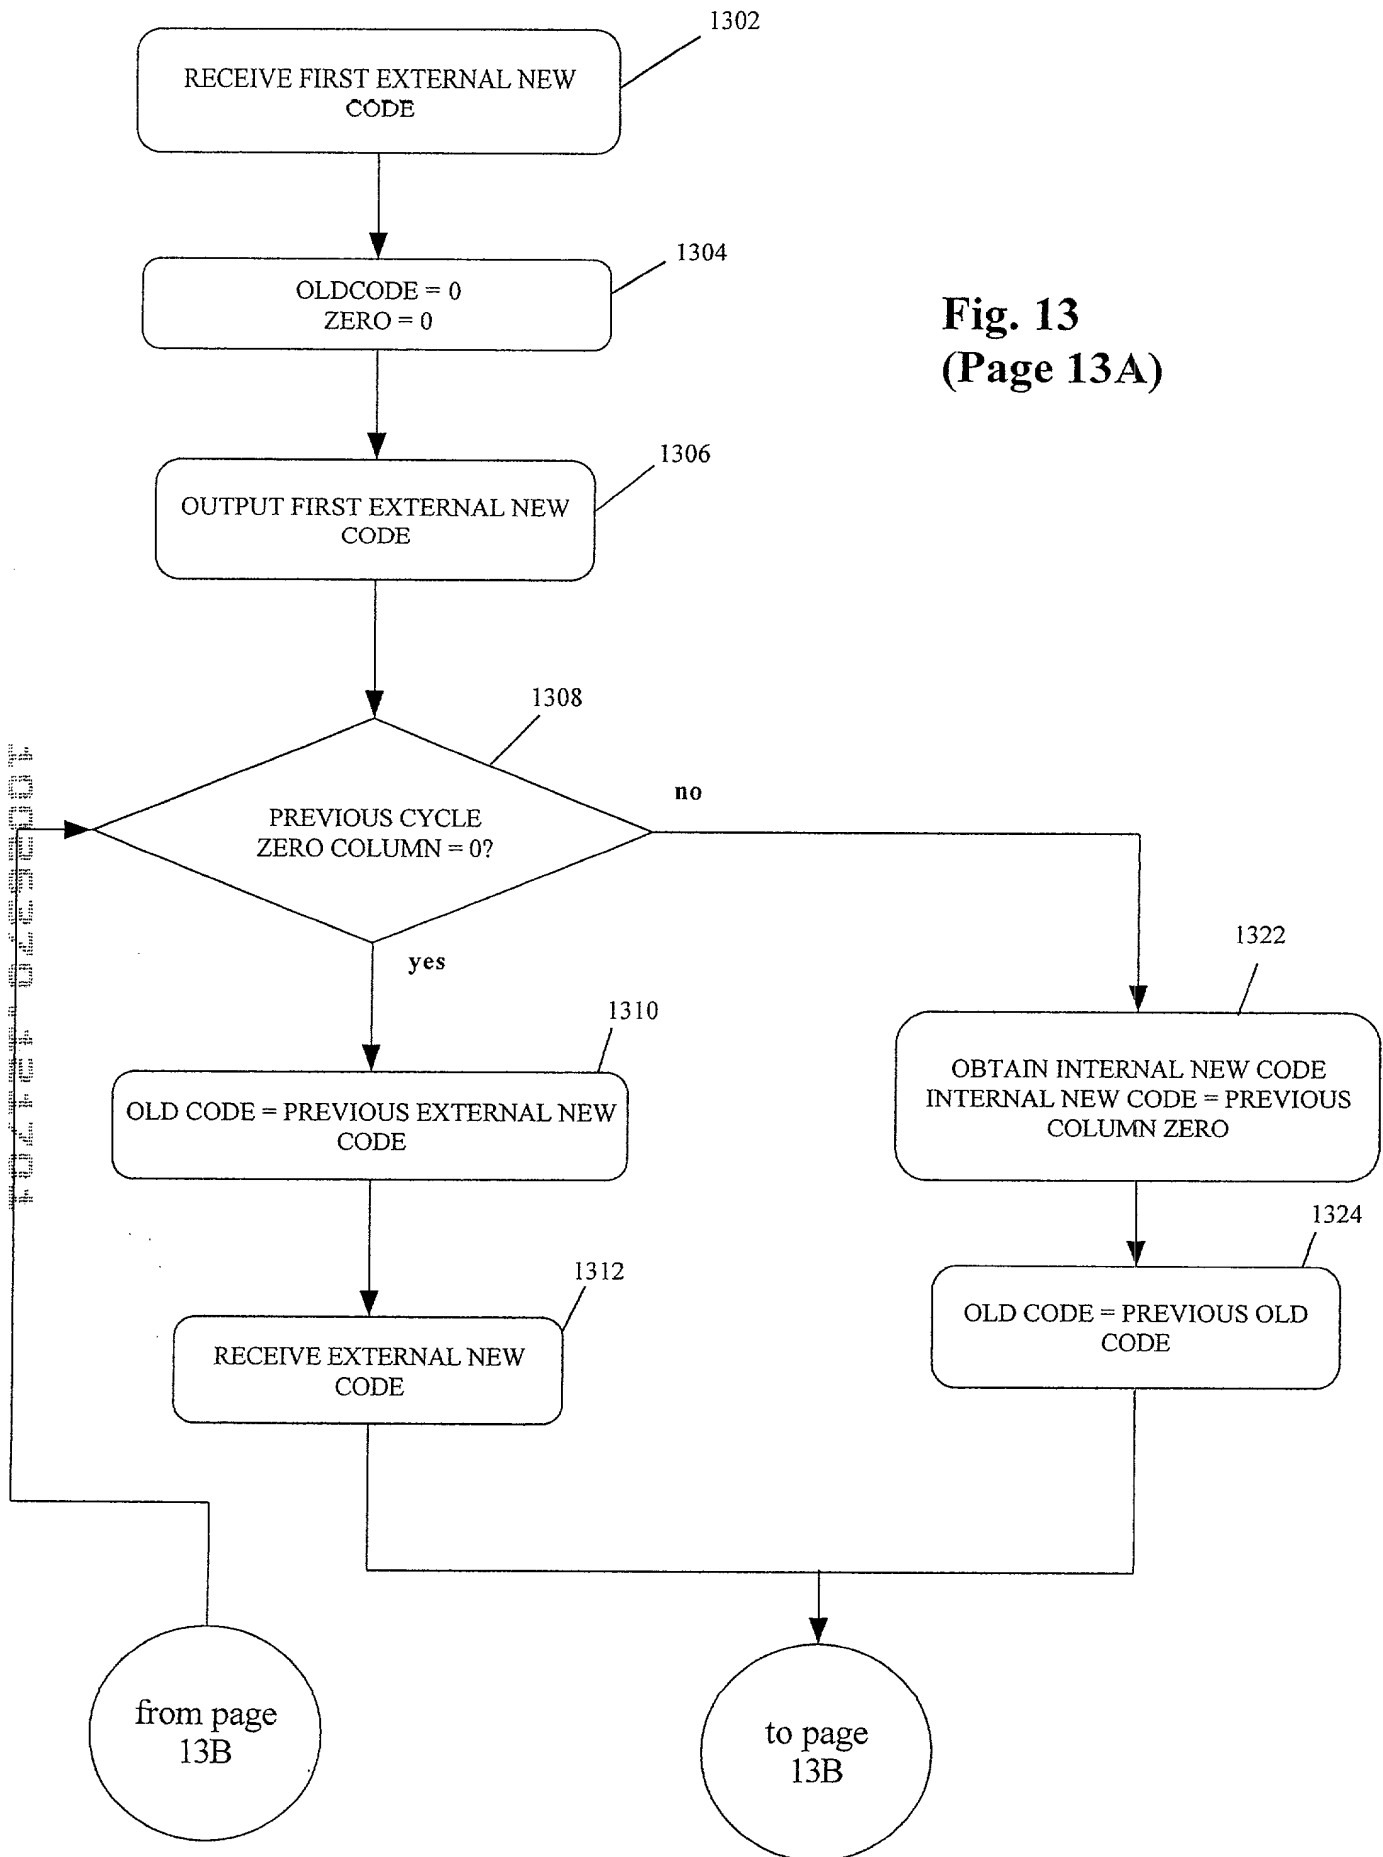 1302
RECEIVE FIRST EXTERNAL NEW
CODE
1304
OLDCODE = 0
ZERO = 0
Fig. 13
(Page 13A)
1306
OUTPUT FIRST EXTERNAL NEW
CODE
1308
PREVIOUS CYCLE
ZERO COLUMN = 0?
no
yes
1322
OBTAIN INTERNAL NEW CODE
INTERNAL NEW CODE = PREVIOUS
COLUMN ZERO
1310
OLD CODE = PREVIOUS EXTERNAL NEW
CODE
1324
OLD CODE = PREVIOUS OLD
CODE
1312
RECEIVE EXTERNAL NEW
CODE
from page
13B
to page
13B